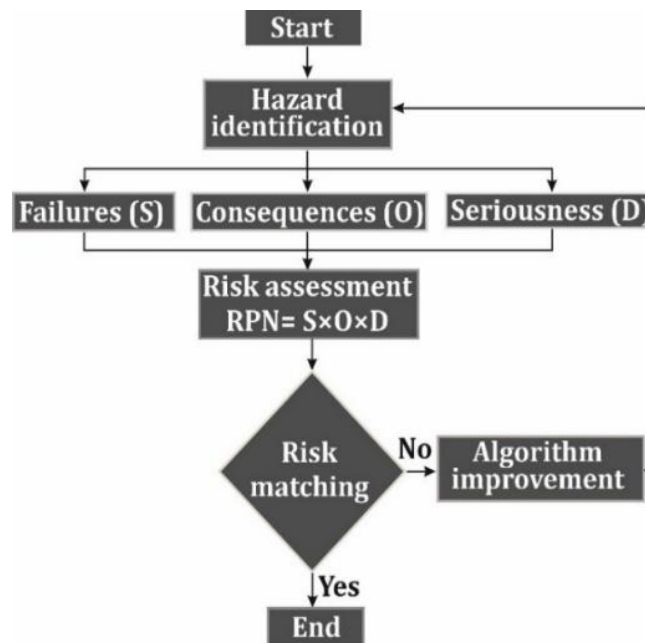 Start
Hazard
identification
Failures (S)
Consequences (O)
Seriousness (D)
Risk assessment
RPN= S×O×D
Risk
matching
No
Algorithm
improvement
Yes
End